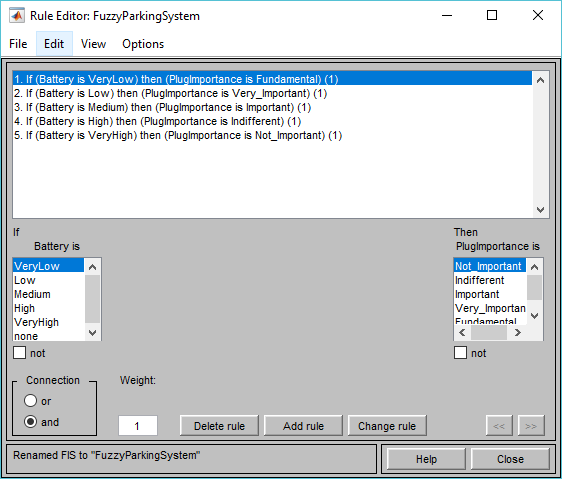 Rule Editor: FuzzyParkingSystem
File Edit View Options
1. If (Battery is VeryLow) then (PlugImportance is Fundamental) (1)
2. If (Battery is Low) then (PlugImportance is Very_Important) (1)
3. If (Battery is Medium) then (PlugImportance is Important) (1)
4. If (Battery is High) then (PlugImportance is Indifferent) (1)
5. If (Battery is VeryHigh) then (PlugImportance is Not_Important) (1)
If
Battery is
VeryLow
Low
Medium
High
VeryHigh
none
not
Then
PlugImportance is
Not_Important
Indifferent
Important
Very_Importan
Fundamental
not
Connection
or
and
Weight:
1
Delete rule
Add rule
Change rule
<<
>>
Renamed FIS to "FuzzyParkingSystem"
Help
Close